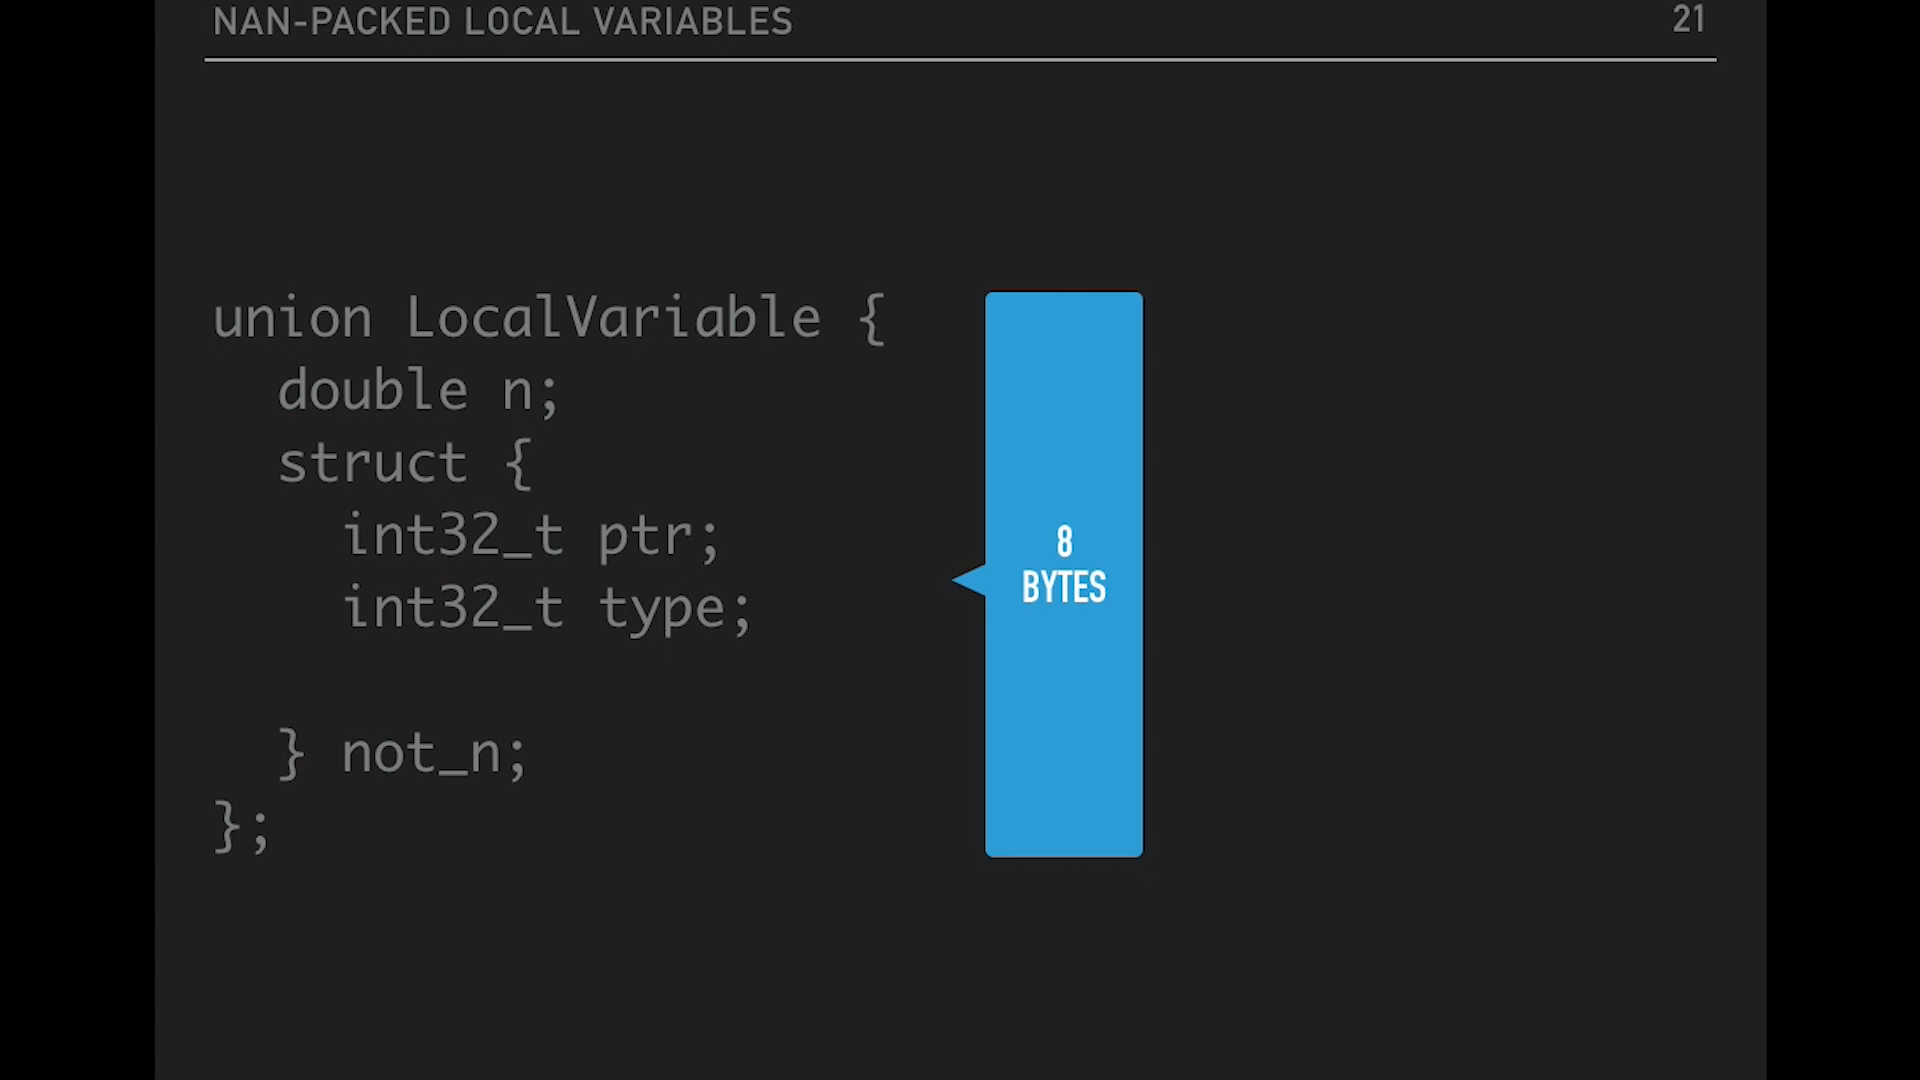 NAN-PACKED LOCAL VARIABLES
21
union LocalVariable {
double n;
struct {
int32_t ptr;
int32_t type;
} not_n;
};
8
BYTES